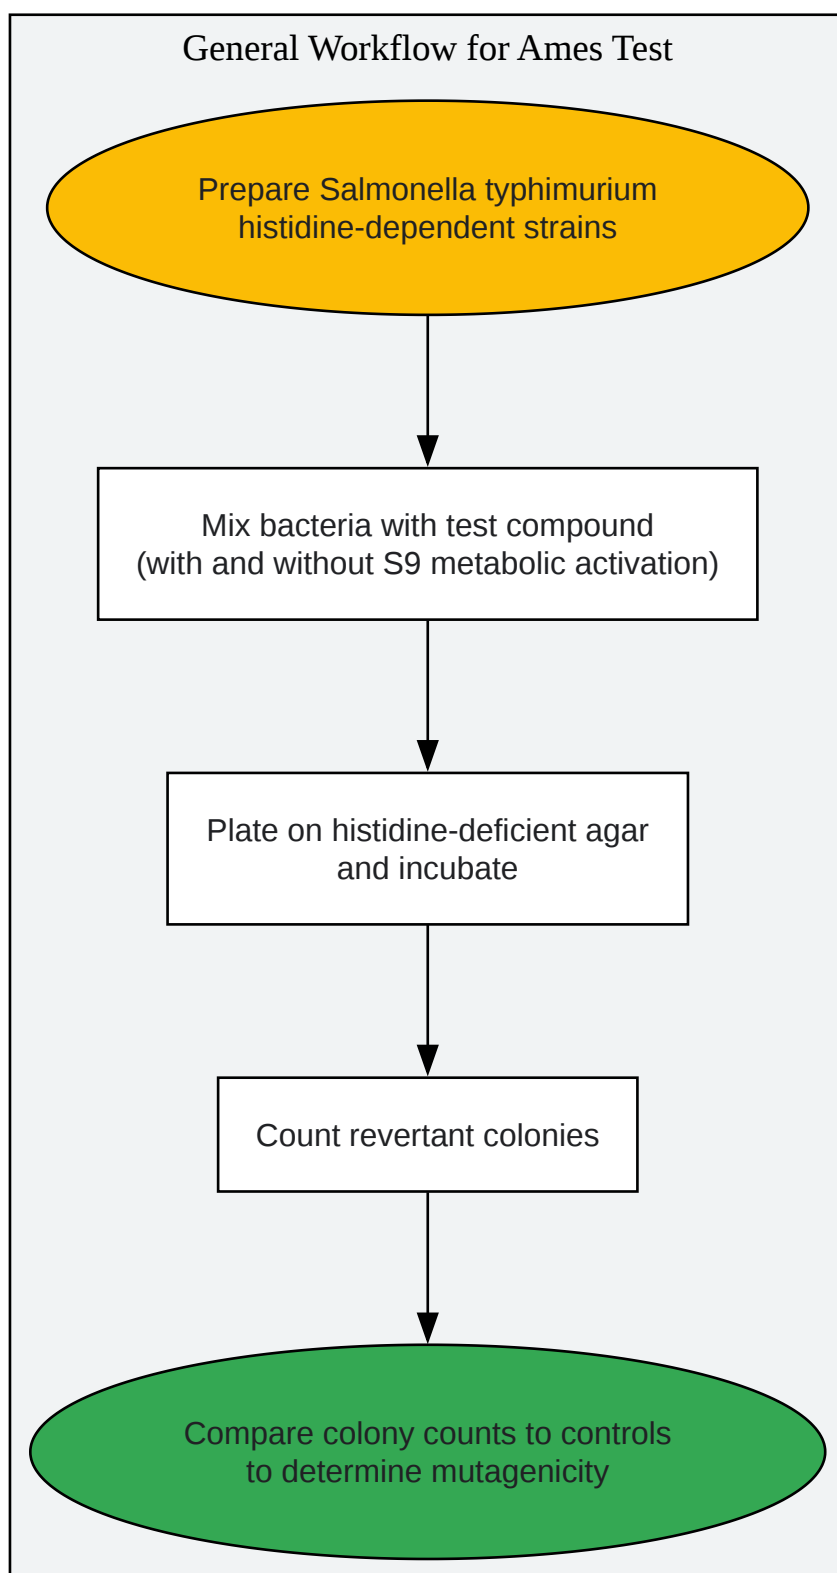 General Workflow for Ames Test
Prepare Salmonella typhimurium
histidine-dependent strains
Mix bacteria with test compound
(with and without S9 metabolic activation)
Plate on histidine-deficient agar
and incubate
Count revertant colonies
Compare colony counts to controls
to determine mutagenicity